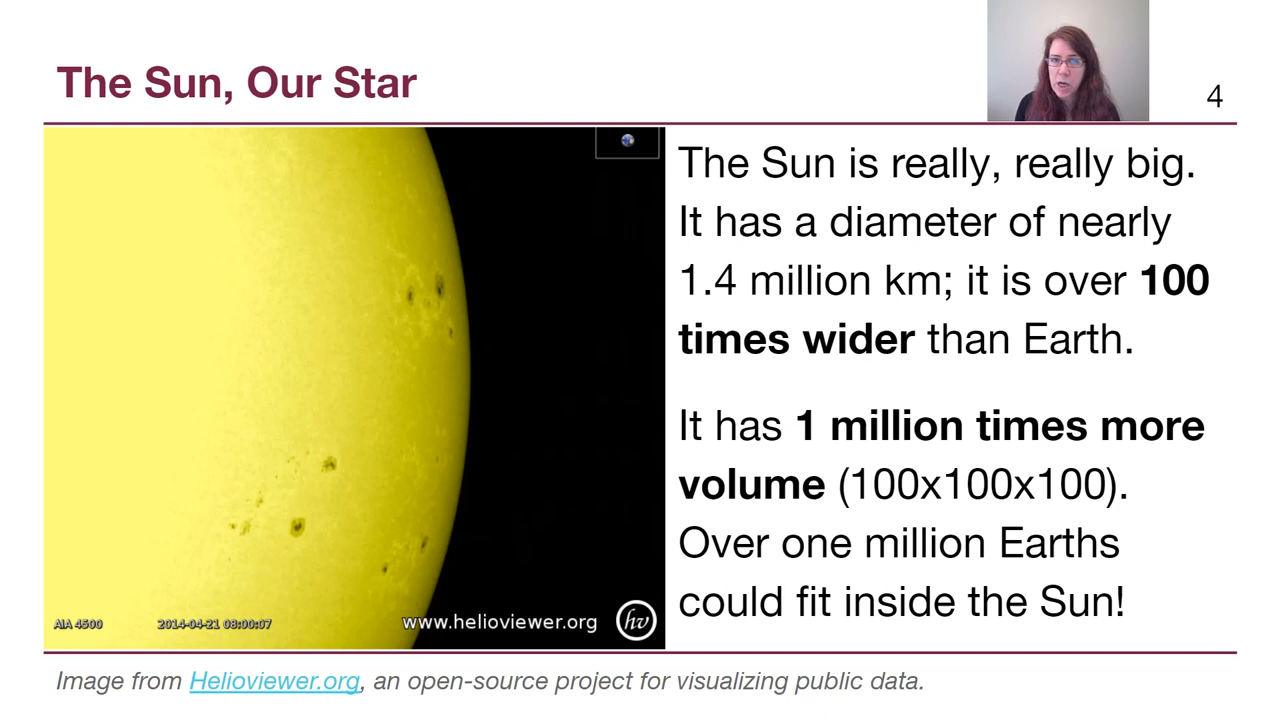 The Sun, Our Star
4
The Sun is really, really big.
It has a diameter of nearly
1.4 million km; it is over 100
times wider than Earth.
It has 1 million times more
volume (100x100x100).
Over one million Earths
could fit inside the Sun!
AIA 4500 2014-04-21 08:00:07
www.helioviewer.org hv
Image from Helioviewer.org, an open-source project for visualizing public data.